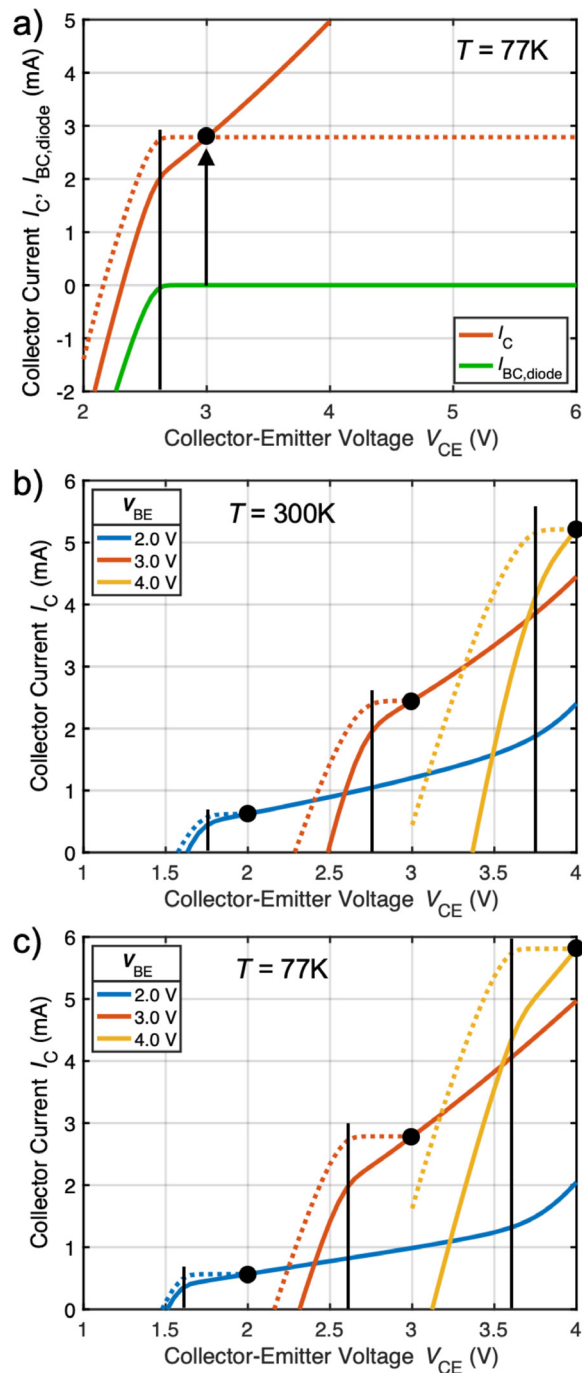 a)
T = 77K
Collector Current I_C, I_BC,diode (mA)
5
4
3
2
1
0
-1
-2
I_C
I_BC,diode
2 3 4 5 6
Collector-Emitter Voltage V_CE (V)
b)
V_BE
2.0 V
3.0 V
4.0 V
T = 300K
Collector Current I_C (mA)
6
5
4
3
2
1
0
1 1.5 2 2.5 3 3.5 4
Collector-Emitter Voltage V_CE (V)
c)
V_BE
2.0 V
3.0 V
4.0 V
T = 77K
Collector Current I_C (mA)
6
5
4
3
2
1
0
1 1.5 2 2.5 3 3.5 4
Collector-Emitter Voltage V_CE (V)